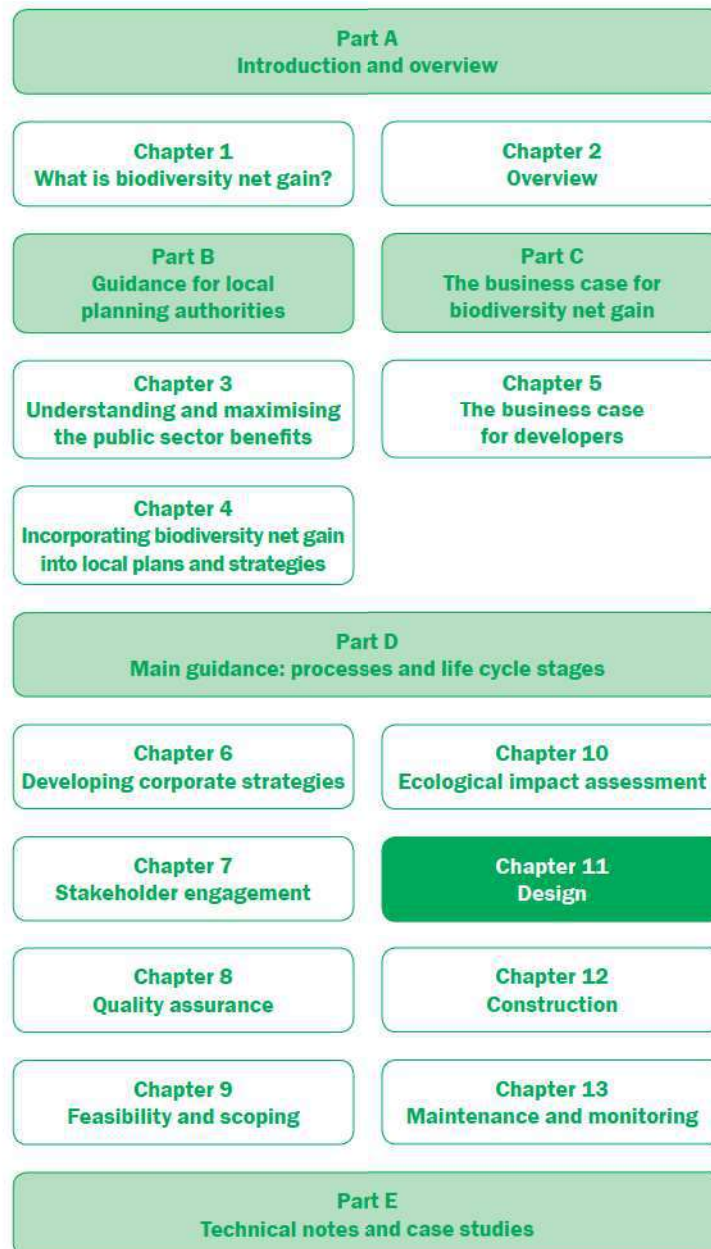 Part A
Introduction and overview
Chapter 1
What is biodiversity net gain?
Chapter 2
Overview
Part B
Guidance for local
planning authorities
Part C
The business case for
biodiversity net gain
Chapter 3
Understanding and maximising
the public sector benefits
Chapter 5
The business case
for developers
Chapter 4
Incorporating biodiversity net gain
into local plans and strategies
Part D
Main guidance: processes and life cycle stages
Chapter 6
Developing corporate strategies
Chapter 10
Ecological impact assessment
Chapter 7
Stakeholder engagement
Chapter 11
Design
Chapter 8
Quality assurance
Chapter 12
Construction
Chapter 9
Feasibility and scoping
Chapter 13
Maintenance and monitoring
Part E
Technical notes and case studies